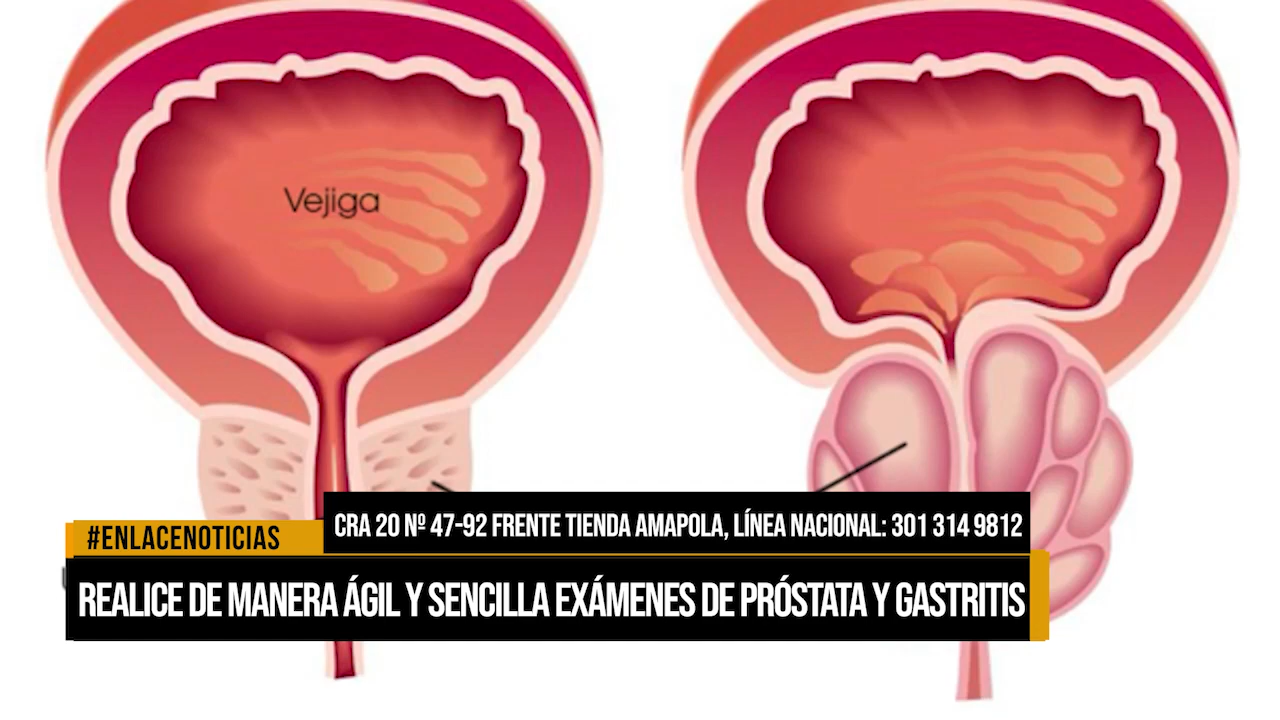 Vejiga
CRA 20 Nº 47-92 FRENTE TIENDA AMAPOLA, LÍNEA NACIONAL: 301 314 9812
#ENLACENOTICIAS
REALICE DE MANERA ÁGIL Y SENCILLA EXÁMENES DE PRÓSTATA Y GASTRITIS